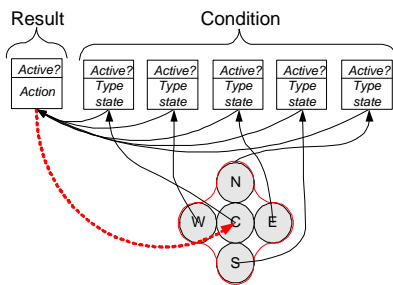 Result Condition
Active? Active? Active? Active? Active? Active?
Action Type Type Type Type Type
state state state state state
N
W C E
S